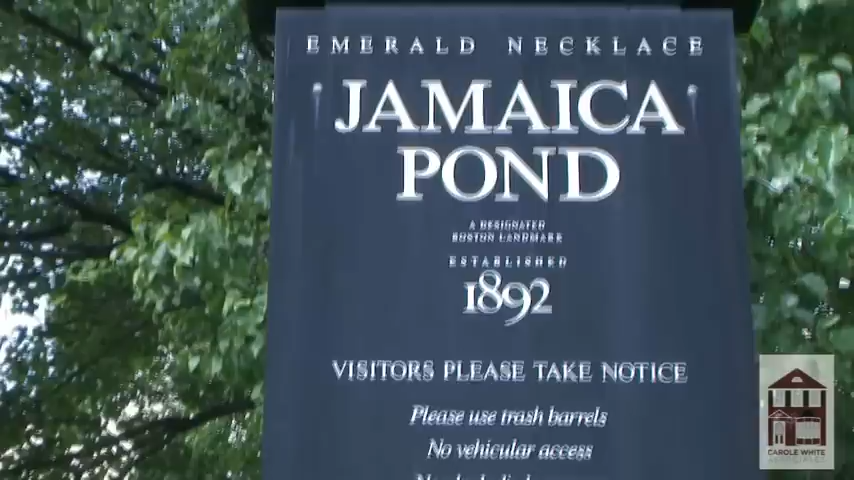 EMERALD NECKLACE
JAMAICA
POND
A DESIGNATED
BOSTON LANDMARK
ESTABLISHED
1892
VISITORS PLEASE TAKE NOTICE
Please use trash barrels
No vehicular access
CAROLE WHITE